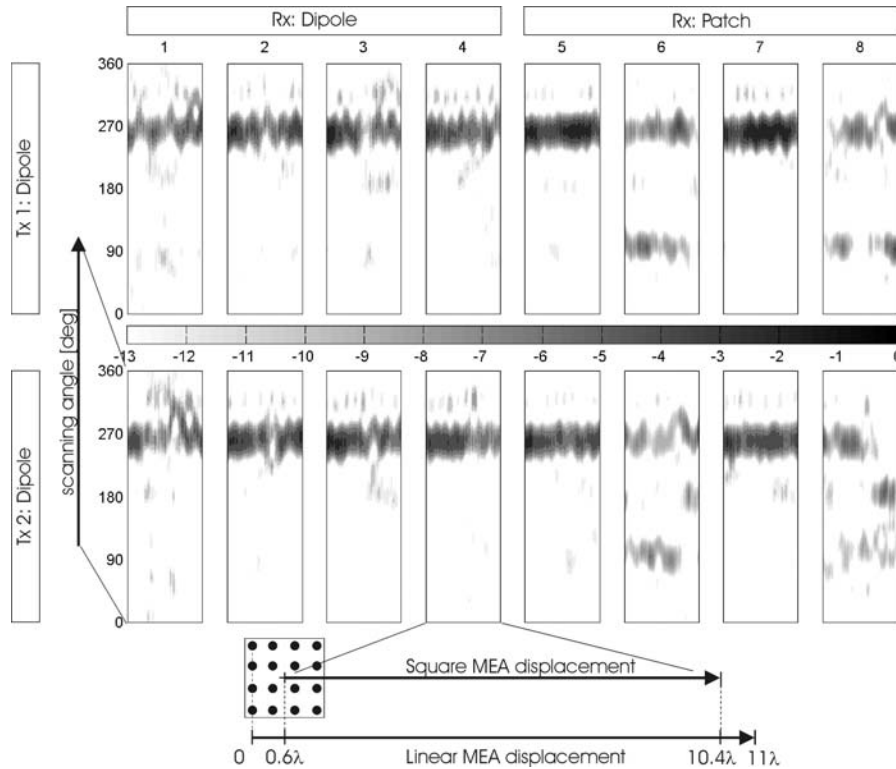 Rx: Dipole Rx: Patch
1 2 3 4 5 6 7 8
Tx 1: Dipole
360
270
180
90
0
scanning angle [deg]
-13 -12 -11 -10 -9 -8 -7 -6 -5 -4 -3 -2 -1 0
Tx 2: Dipole
360
270
180
90
0
Square MEA displacement
0 0.6λ Linear MEA displacement 10.4λ 11λ